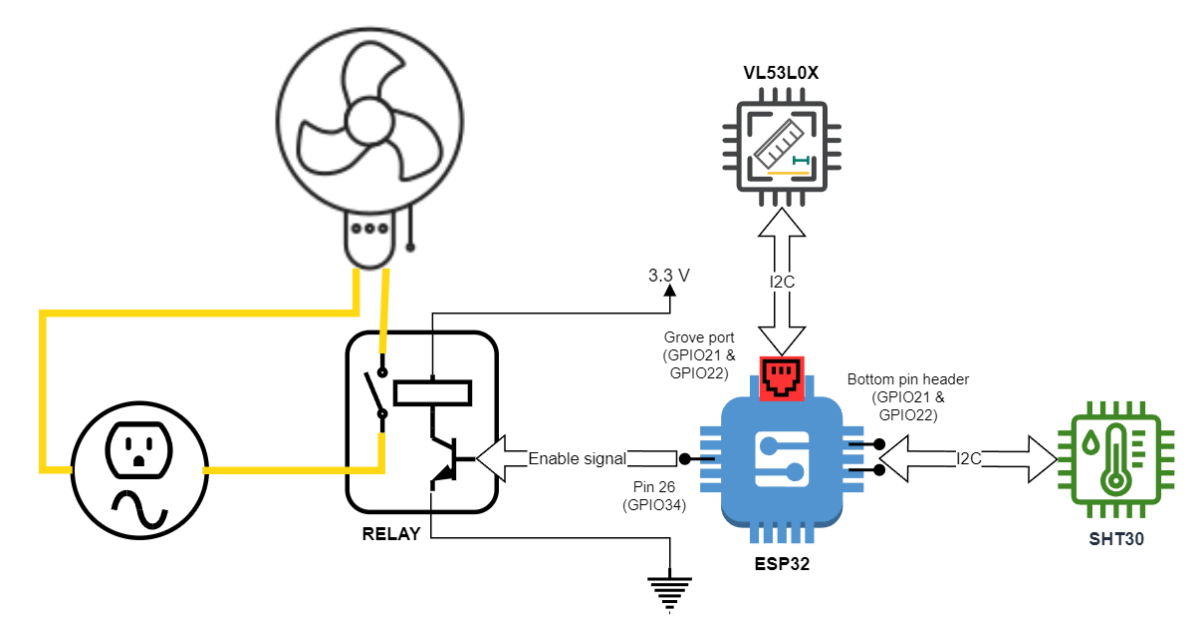 VL53L0X
I2C
3.3 V
Grove port
(GPIO21 &
GPIO22)
Bottom pin header
(GPIO21 &
GPIO22)
Enable signal
I2C
Pin 26
(GPIO34)
RELAY
ESP32
SHT30